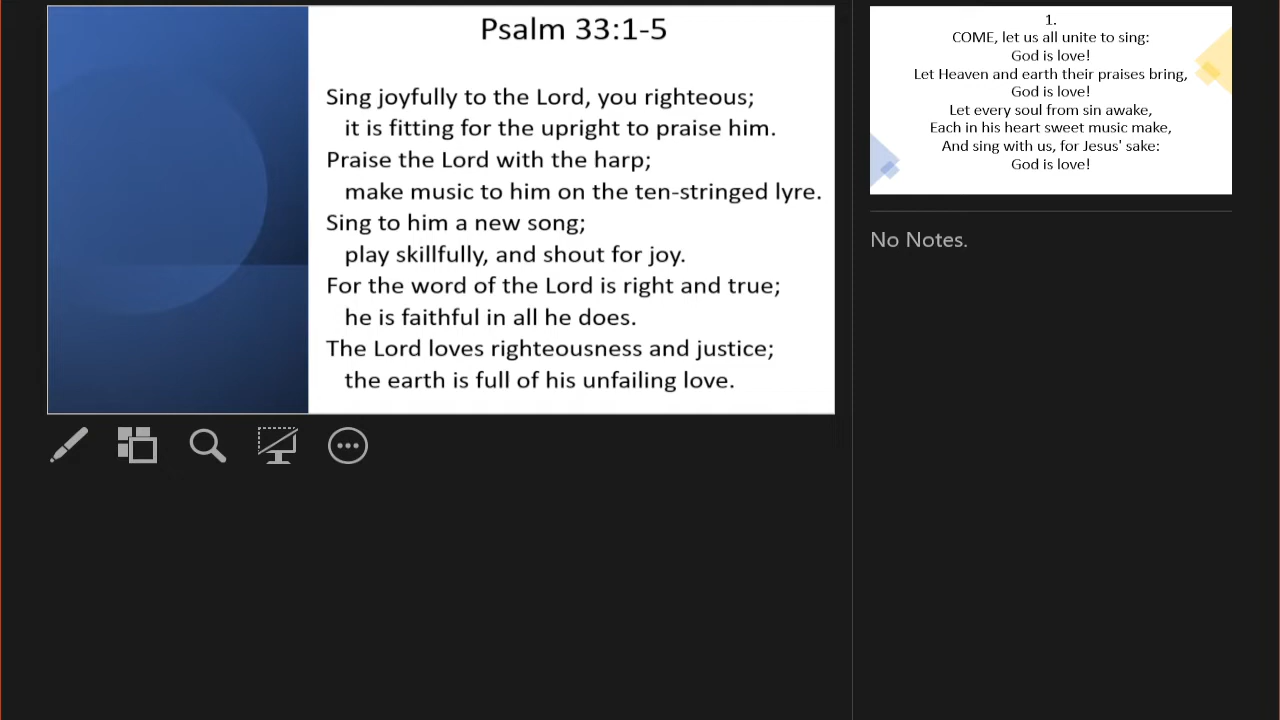 Psalm 33:1-5
Sing joyfully to the Lord, you righteous;
it is fitting for the upright to praise him.
Praise the Lord with the harp;
make music to him on the ten-stringed lyre.
Sing to him a new song;
play skillfully, and shout for joy.
For the word of the Lord is right and true;
he is faithful in all he does.
The Lord loves righteousness and justice;
the earth is full of his unfailing love.
1.
COME, let us all unite to sing:
God is love!
Let Heaven and earth their praises bring,
God is love!
Let every soul from sin awake,
Each in his heart sweet music make,
And sing with us, for Jesus' sake:
God is love!
No Notes.